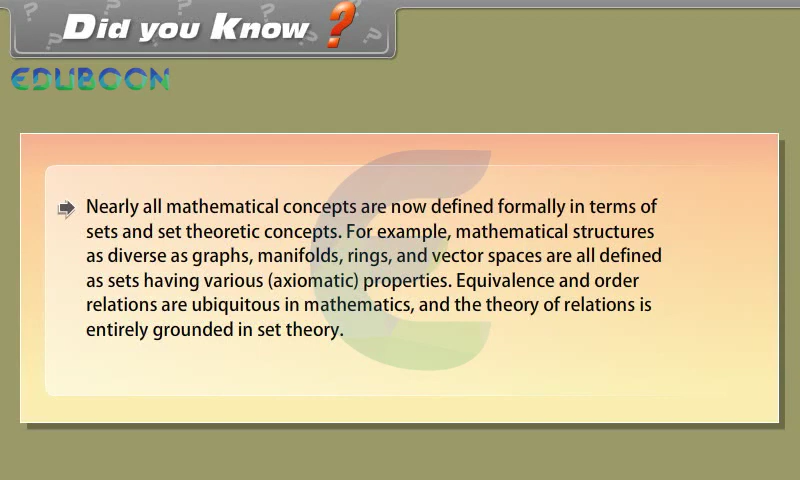 Did you Know ?
EDUBOON
Nearly all mathematical concepts are now defined formally in terms of
sets and set theoretic concepts. For example, mathematical structures
as diverse as graphs, manifolds, rings, and vector spaces are all defined
as sets having various (axiomatic) properties. Equivalence and order
relations are ubiquitous in mathematics, and the theory of relations is
entirely grounded in set theory.